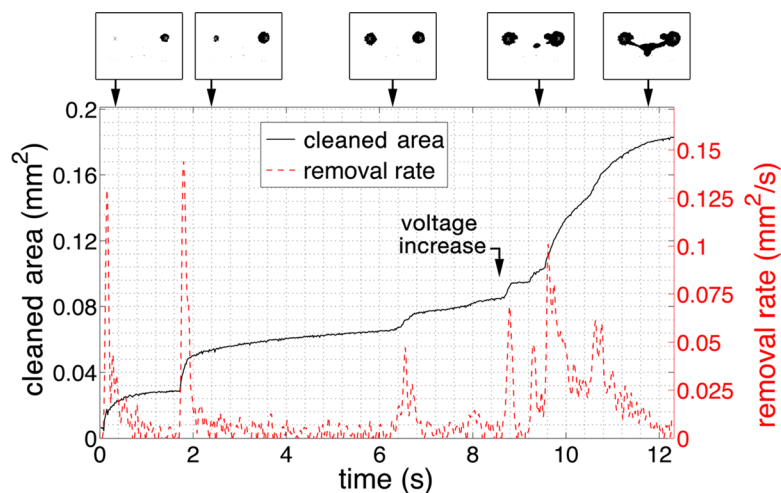 0.2
0.16
0.12
0.08
0.04
0
cleaned area (mm²)
cleaned area
removal rate
voltage
increase
0.15
0.125
0.1
0.075
0.05
0.025
0
removal rate (mm²/s)
0 2 4 6 8 10 12
time (s)